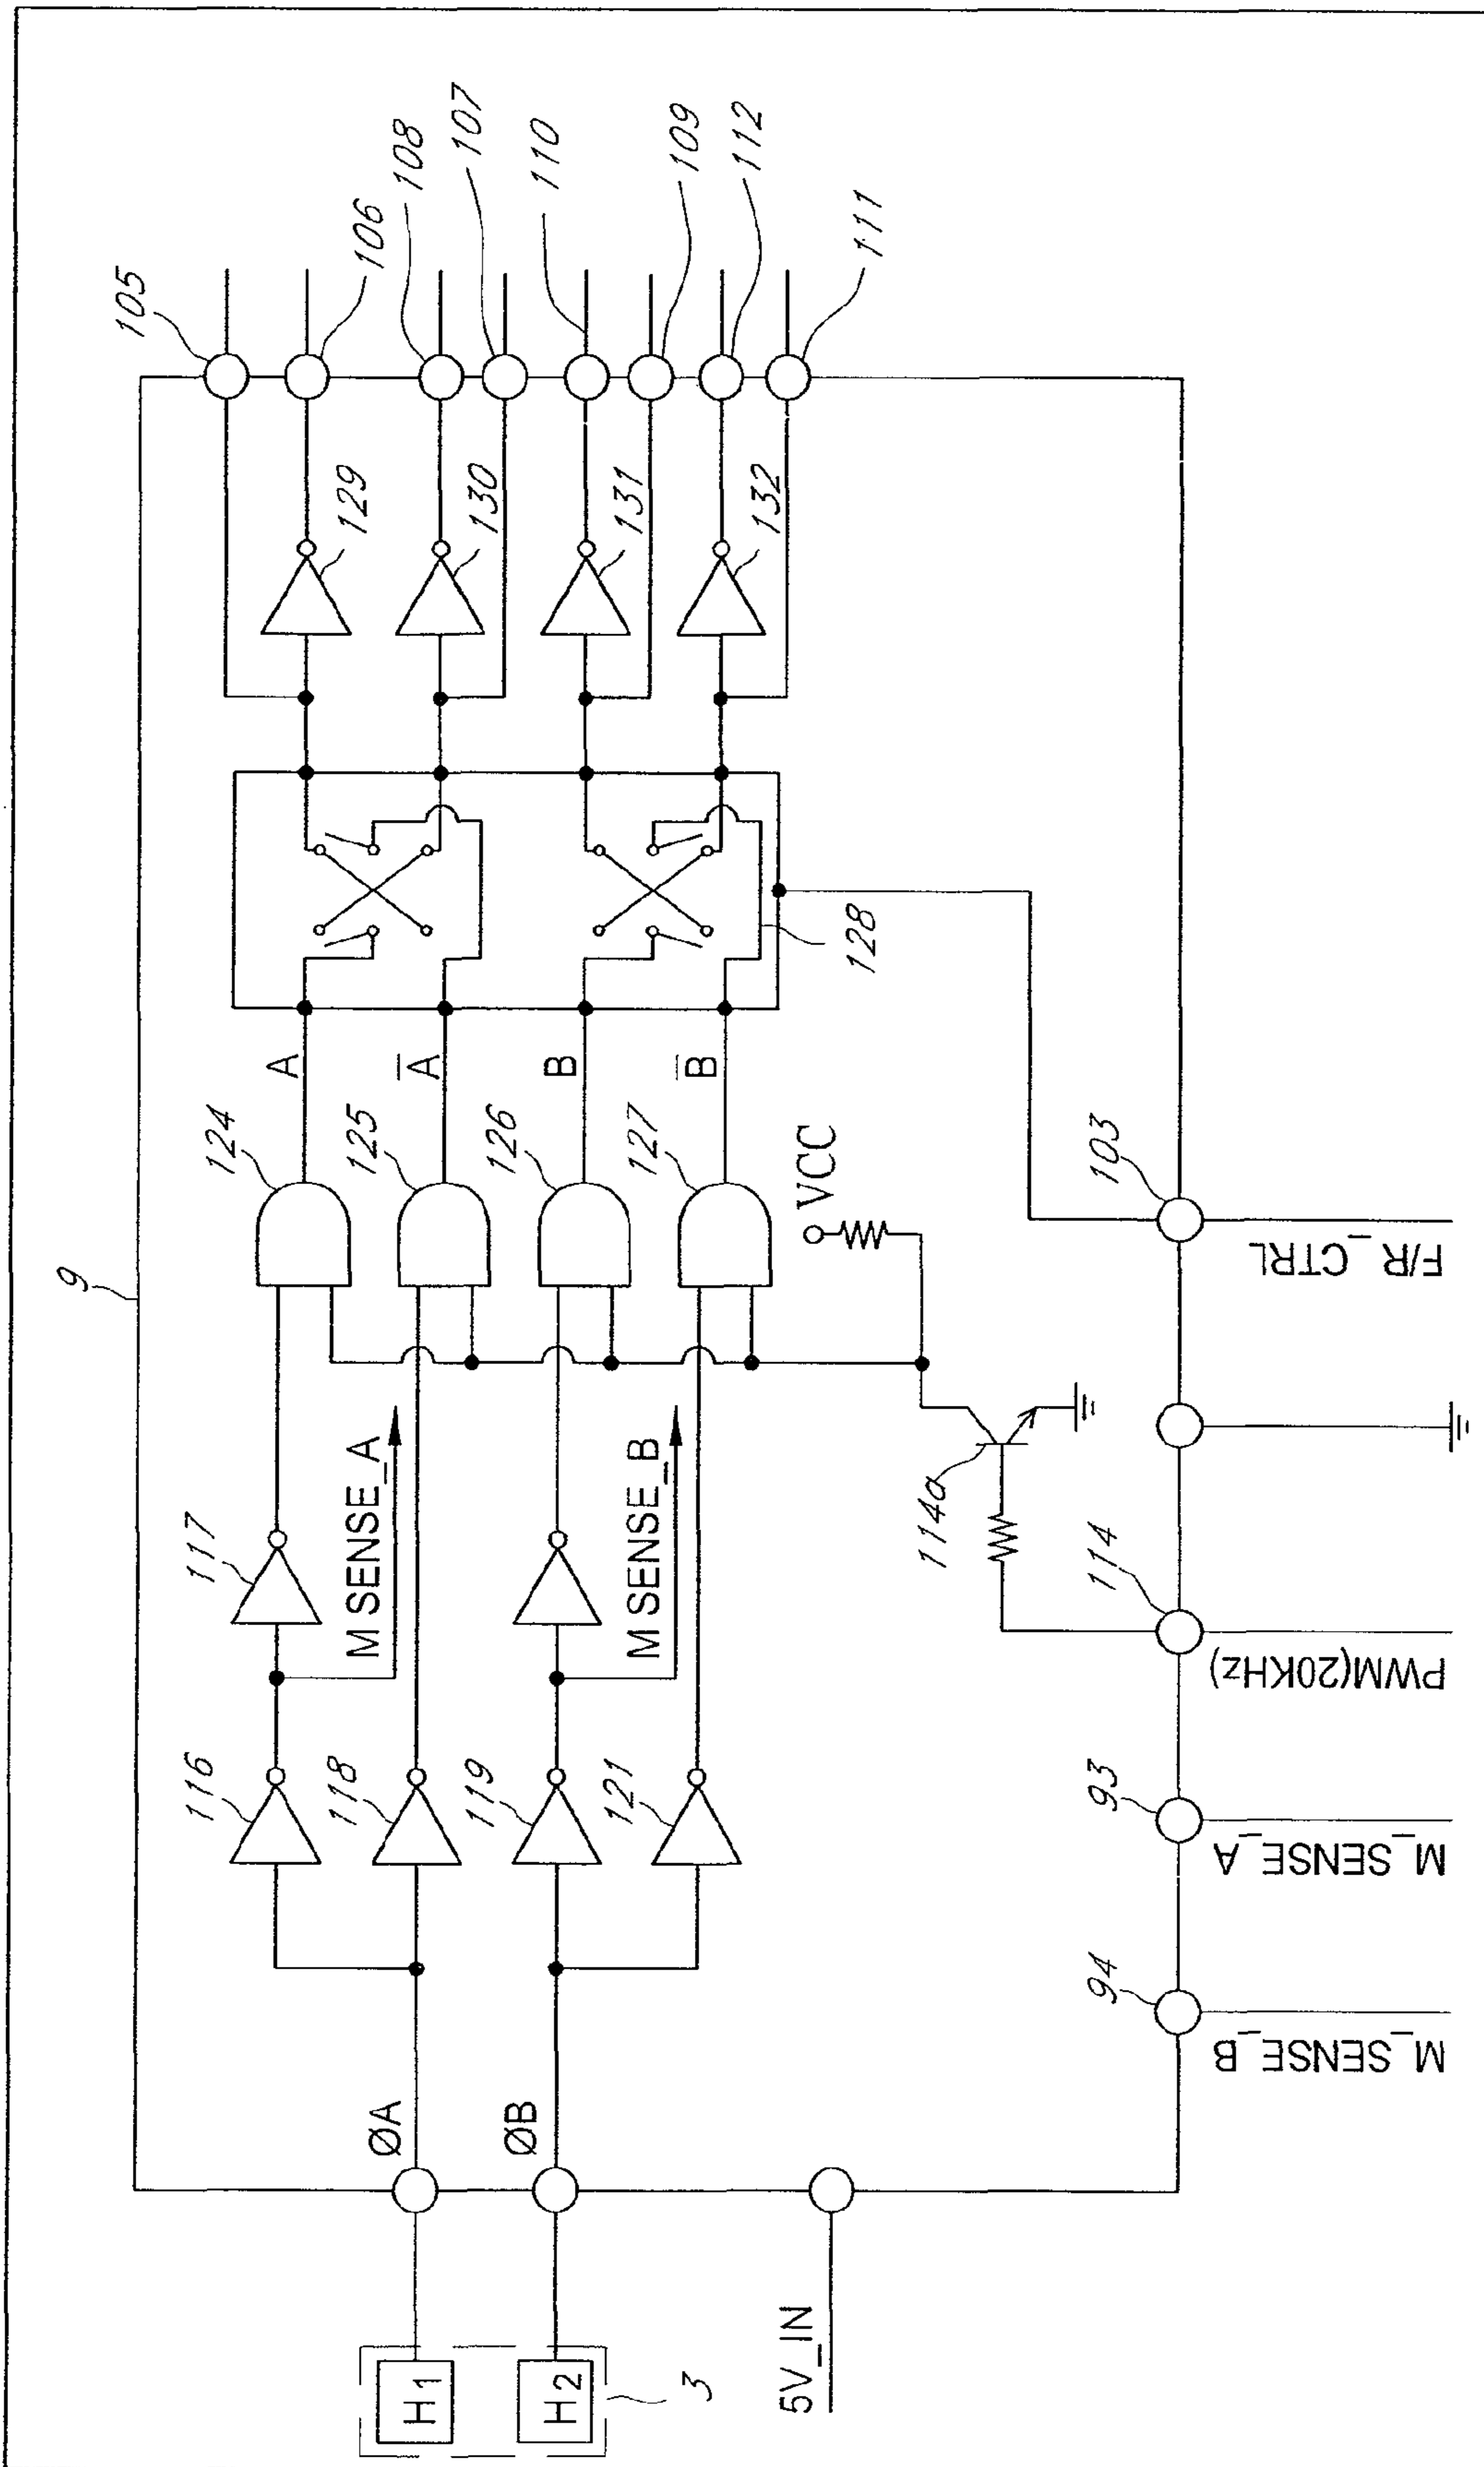 9
105
106
108
107
110
109
112
111
129
130
131
132
128
A
A̅
B
B̅
124
125
126
127
VCC
117
M SENSE_A
M SENSE_B
114a
116
118
119
121
ØA
ØB
H1
H2
3
5V_IN
M_SENSE_B
94
M_SENSE_A
93
PWM(20KHz)
114
F/R_CTRL
103